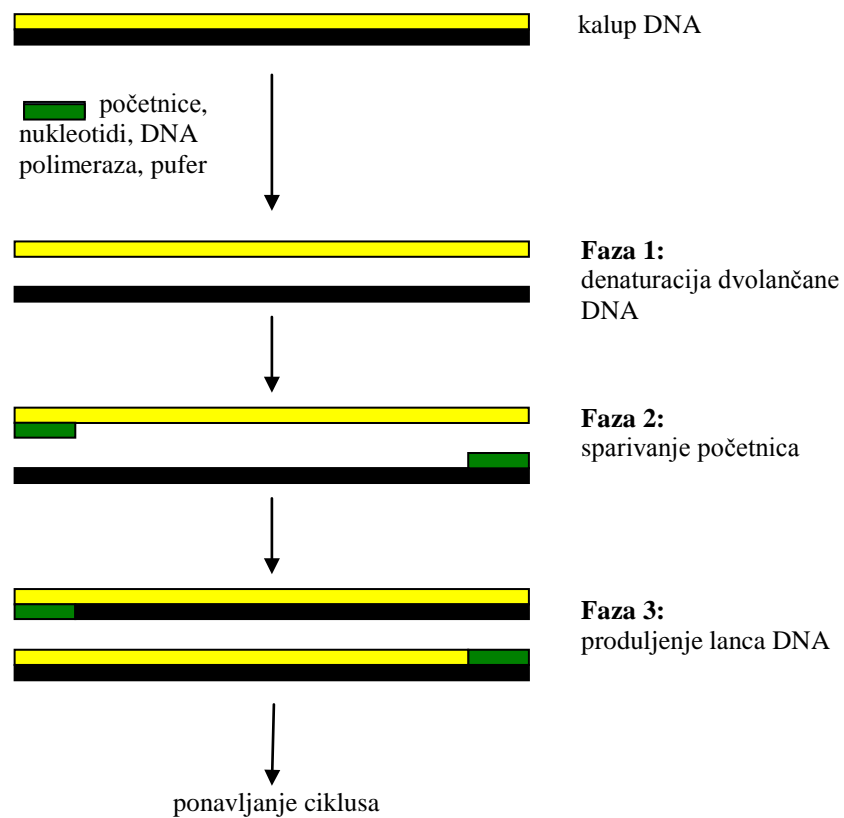 kalup DNA
početnice,
nukleotidi, DNA
polimeraza, pufer
Faza 1:
denaturacija dvolančane
DNA
Faza 2:
sparivanje početnica
Faza 3:
produljenje lanca DNA
ponavljanje ciklusa